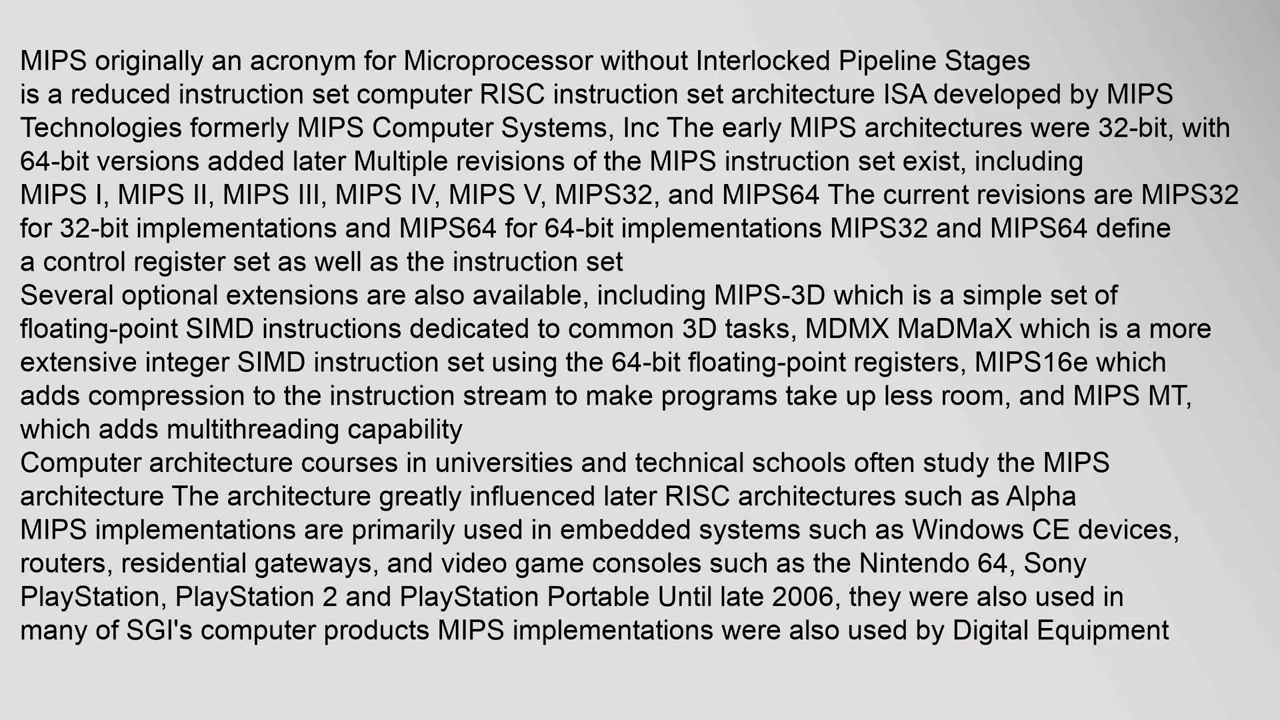 MIPS originally an acronym for Microprocessor without Interlocked Pipeline Stages
is a reduced instruction set computer RISC instruction set architecture ISA developed by MIPS
Technologies formerly MIPS Computer Systems, Inc The early MIPS architectures were 32-bit, with
64-bit versions added later Multiple revisions of the MIPS instruction set exist, including
MIPS I, MIPS II, MIPS III, MIPS IV, MIPS V, MIPS32, and MIPS64 The current revisions are MIPS32
for 32-bit implementations and MIPS64 for 64-bit implementations MIPS32 and MIPS64 define
a control register set as well as the instruction set
Several optional extensions are also available, including MIPS-3D which is a simple set of
floating-point SIMD instructions dedicated to common 3D tasks, MDMX MaDMaX which is a more
extensive integer SIMD instruction set using the 64-bit floating-point registers, MIPS16e which
adds compression to the instruction stream to make programs take up less room, and MIPS MT,
which adds multithreading capability
Computer architecture courses in universities and technical schools often study the MIPS
architecture The architecture greatly influenced later RISC architectures such as Alpha
MIPS implementations are primarily used in embedded systems such as Windows CE devices,
routers, residential gateways, and video game consoles such as the Nintendo 64, Sony
PlayStation, PlayStation 2 and PlayStation Portable Until late 2006, they were also used in
many of SGI's computer products MIPS implementations were also used by Digital Equipment